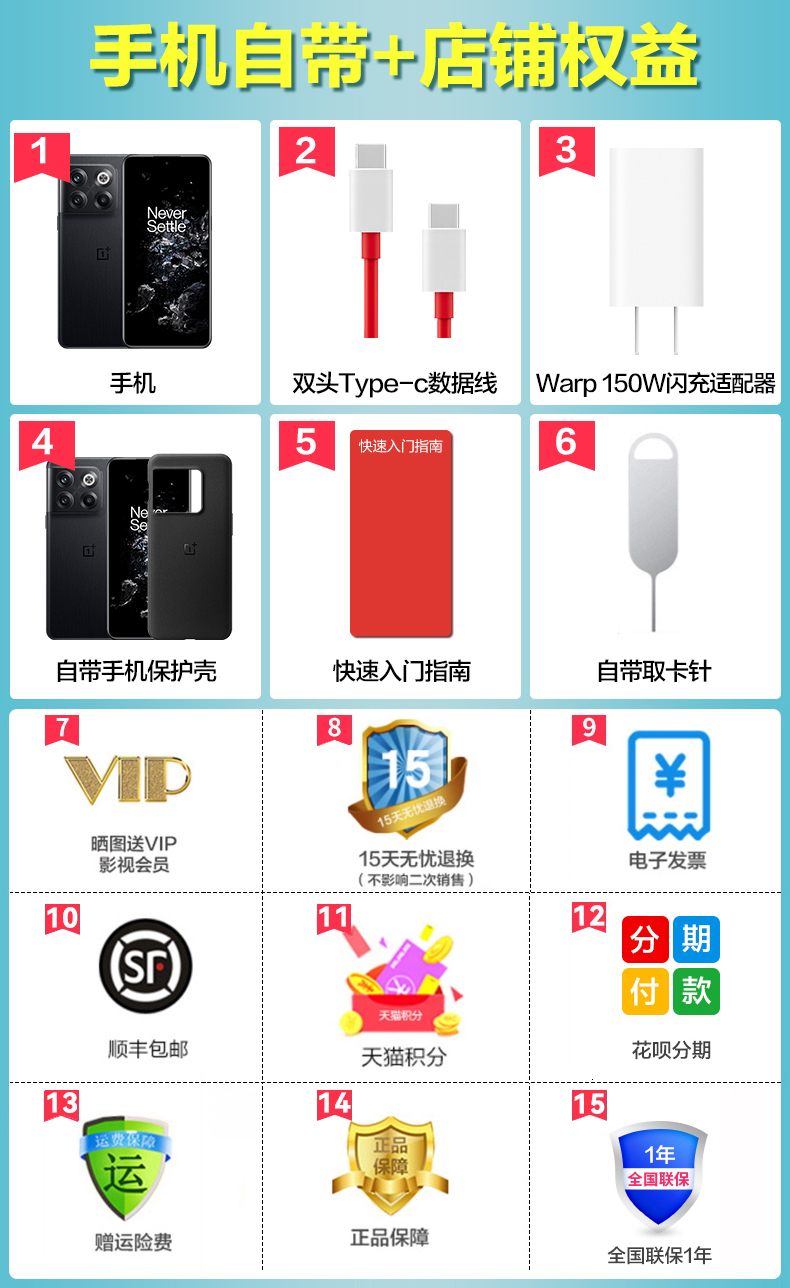 手机自带+店铺权益
1
Never
Settle
手机
2
双头Type-c数据线
3
Warp 150W闪充适配器
4
Never
Se
自带手机保护壳
5
快速入门指南
快速入门指南
6
自带取卡针
7
VIP
晒图送VIP
影视会员
8
15
15天无忧退换
15天无忧退换
(不影响二次销售)
9
¥
电子发票
10
SF
顺丰包邮
11
天猫积分
天猫积分
12
分期
付款
花呗分期
13
运费保障
运
赠运险费
14
正品
保障
正品保障
15
1年
全国联保
全国联保1年